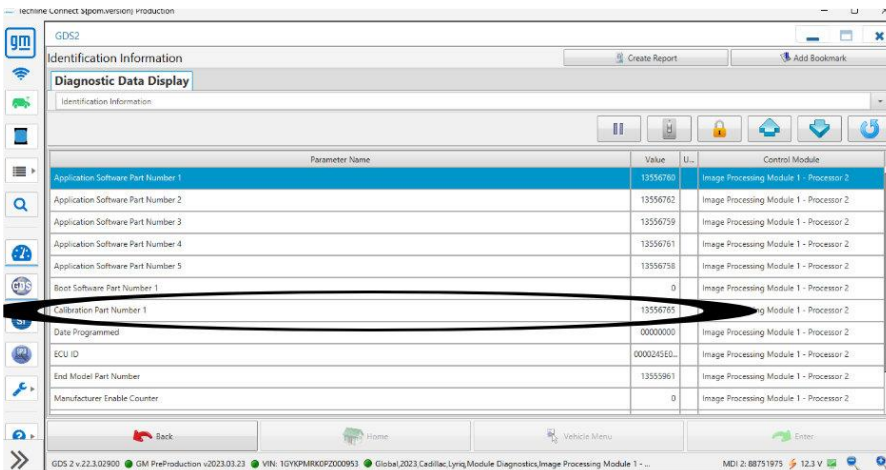 Techline Connect $[pom.version] Production
gm
GDS2
Identification Information
Create Report
Add Bookmark
Diagnostic Data Display
Identification Information
Parameter Name Value U... Control Module
Application Software Part Number 1 13556760 Image Processing Module 1 - Processor 2
Application Software Part Number 2 13556762 Image Processing Module 1 - Processor 2
Application Software Part Number 3 13556759 Image Processing Module 1 - Processor 2
Application Software Part Number 4 13556761 Image Processing Module 1 - Processor 2
Application Software Part Number 5 13556758 Image Processing Module 1 - Processor 2
Boot Software Part Number 1 0 Image Processing Module 1 - Processor 2
Calibration Part Number 1 13556765 Processing Module 1 - Processor 2
Date Programmed 00000000 Image Processing Module 1 - Processor 2
ECU ID 0000245E0... Image Processing Module 1 - Processor 2
End Model Part Number 13555961 Image Processing Module 1 - Processor 2
Manufacturer Enable Counter 0 Image Processing Module 1 - Processor 2
Back Home Vehicle Menu Enter
GDS 2 v.22.3.02900 GM PreProduction v2023.03.23 VIN: 1GYKPMRK0PZ000953 Global,2023,Cadillac,Lyriq,Module Diagnostics,Image Processing Module 1 - ... MDI 2: 88751975 12.3 V